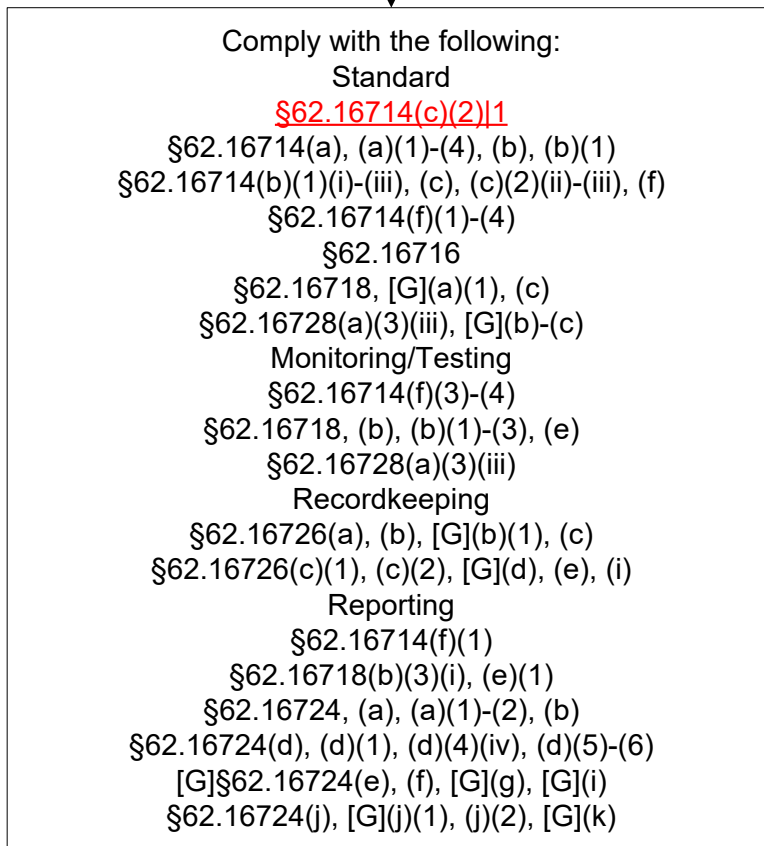 Comply with the following:
Standard
§62.16714(c)(2)|1
§62.16714(a), (a)(1)-(4), (b), (b)(1)
§62.16714(b)(1)(i)-(iii), (c), (c)(2)(ii)-(iii), (f)
§62.16714(f)(1)-(4)
§62.16716
§62.16718, [G](a)(1), (c)
§62.16728(a)(3)(iii), [G](b)-(c)
Monitoring/Testing
§62.16714(f)(3)-(4)
§62.16718, (b), (b)(1)-(3), (e)
§62.16728(a)(3)(iii)
Recordkeeping
§62.16726(a), (b), [G](b)(1), (c)
§62.16726(c)(1), (c)(2), [G](d), (e), (i)
Reporting
§62.16714(f)(1)
§62.16718(b)(3)(i), (e)(1)
§62.16724, (a), (a)(1)-(2), (b)
§62.16724(d), (d)(1), (d)(4)(iv), (d)(5)-(6)
[G]§62.16724(e), (f), [G](g), [G](i)
§62.16724(j), [G](j)(1), (j)(2), [G](k)